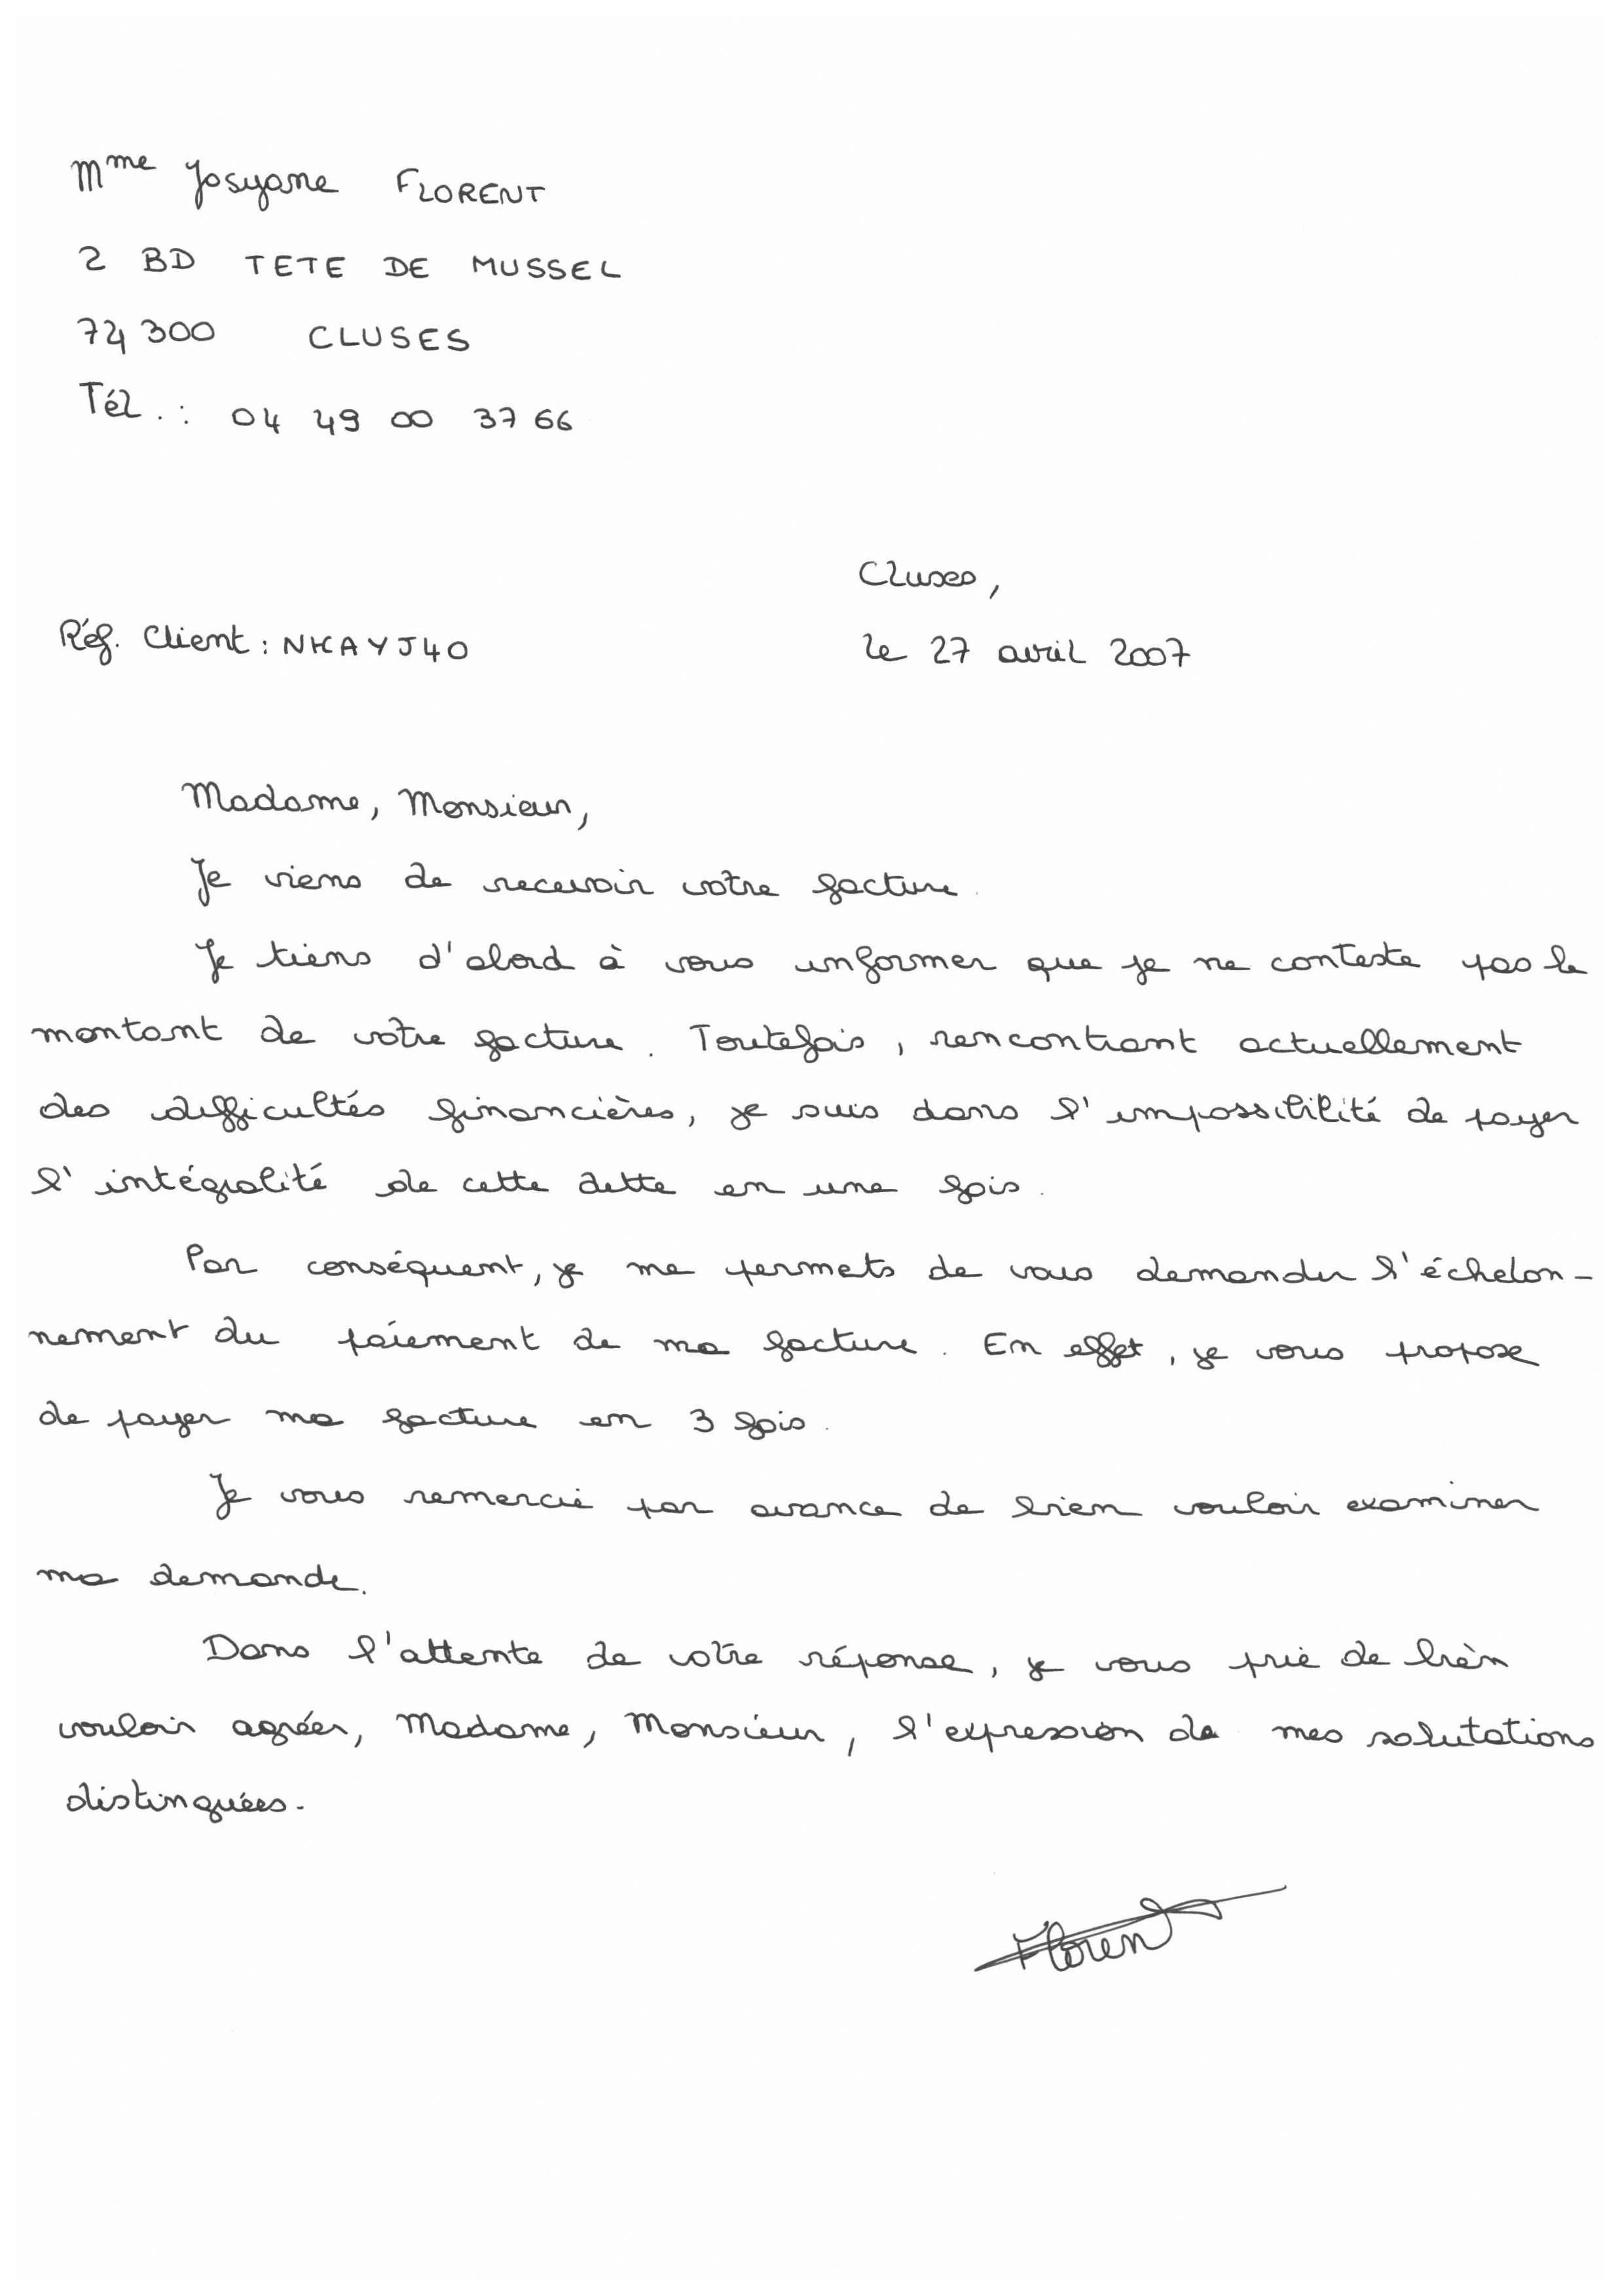 Mme Josyane FLORENT
2 BD TETE DE MUSSEL
74300 CLUSES
Tél. : 04 49 00 37 66
Cluses,
Réf. Client : NKAYJ40
le 27 avril 2007
Madame, Monsieur,
Je viens de recevoir votre facture.
Je tiens d'abord à vous informer que je ne conteste pas le
montant de votre facture. Toutefois, rencontrant actuellement
des difficultés financières, je suis dans l'impossibilité de payer
l'intégralité de cette dette en une fois.
Par conséquent, je me permets de vous demander l'échelon-
nement du paiement de ma facture. En effet, je vous propose
de payer ma facture en 3 fois.
Je vous remercie par avance de bien vouloir examiner
ma demande.
Dans l'attente de votre réponse, je vous prie de bien
vouloir agréer, Madame, Monsieur, l'expression de mes salutations
distinguées.
Florent